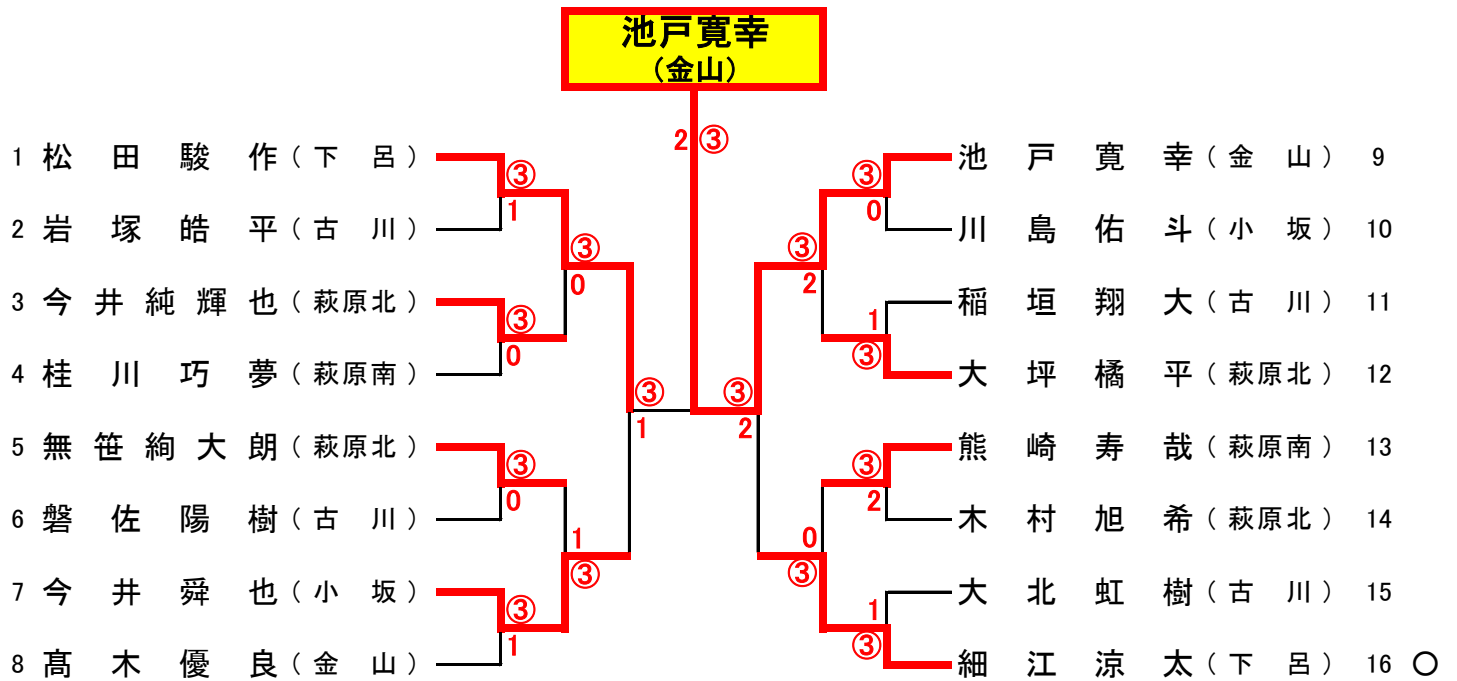 池戸寛幸
（金山）
2 ③
1 松田駿作（下呂）
③
1
2 岩塚皓平（古川）
③
0
3 今井純輝也（萩原北）
③
0
4 桂川巧夢（萩原南）
③
1
5 無笹絢大朗（萩原北）
③
0
6 磐佐陽樹（古川）
1
③
7 今井舜也（小坂）
③
1
8 髙木優良（金山）
池戸寛幸（金山） 9
③
0
川島佑斗（小坂） 10
③
2
稲垣翔大（古川） 11
1
③
大坪橘平（萩原北） 12
③
2
熊崎寿哉（萩原南） 13
③
2
木村旭希（萩原北） 14
0
③
大北虹樹（古川） 15
1
③
細江涼太（下呂） 16 ○